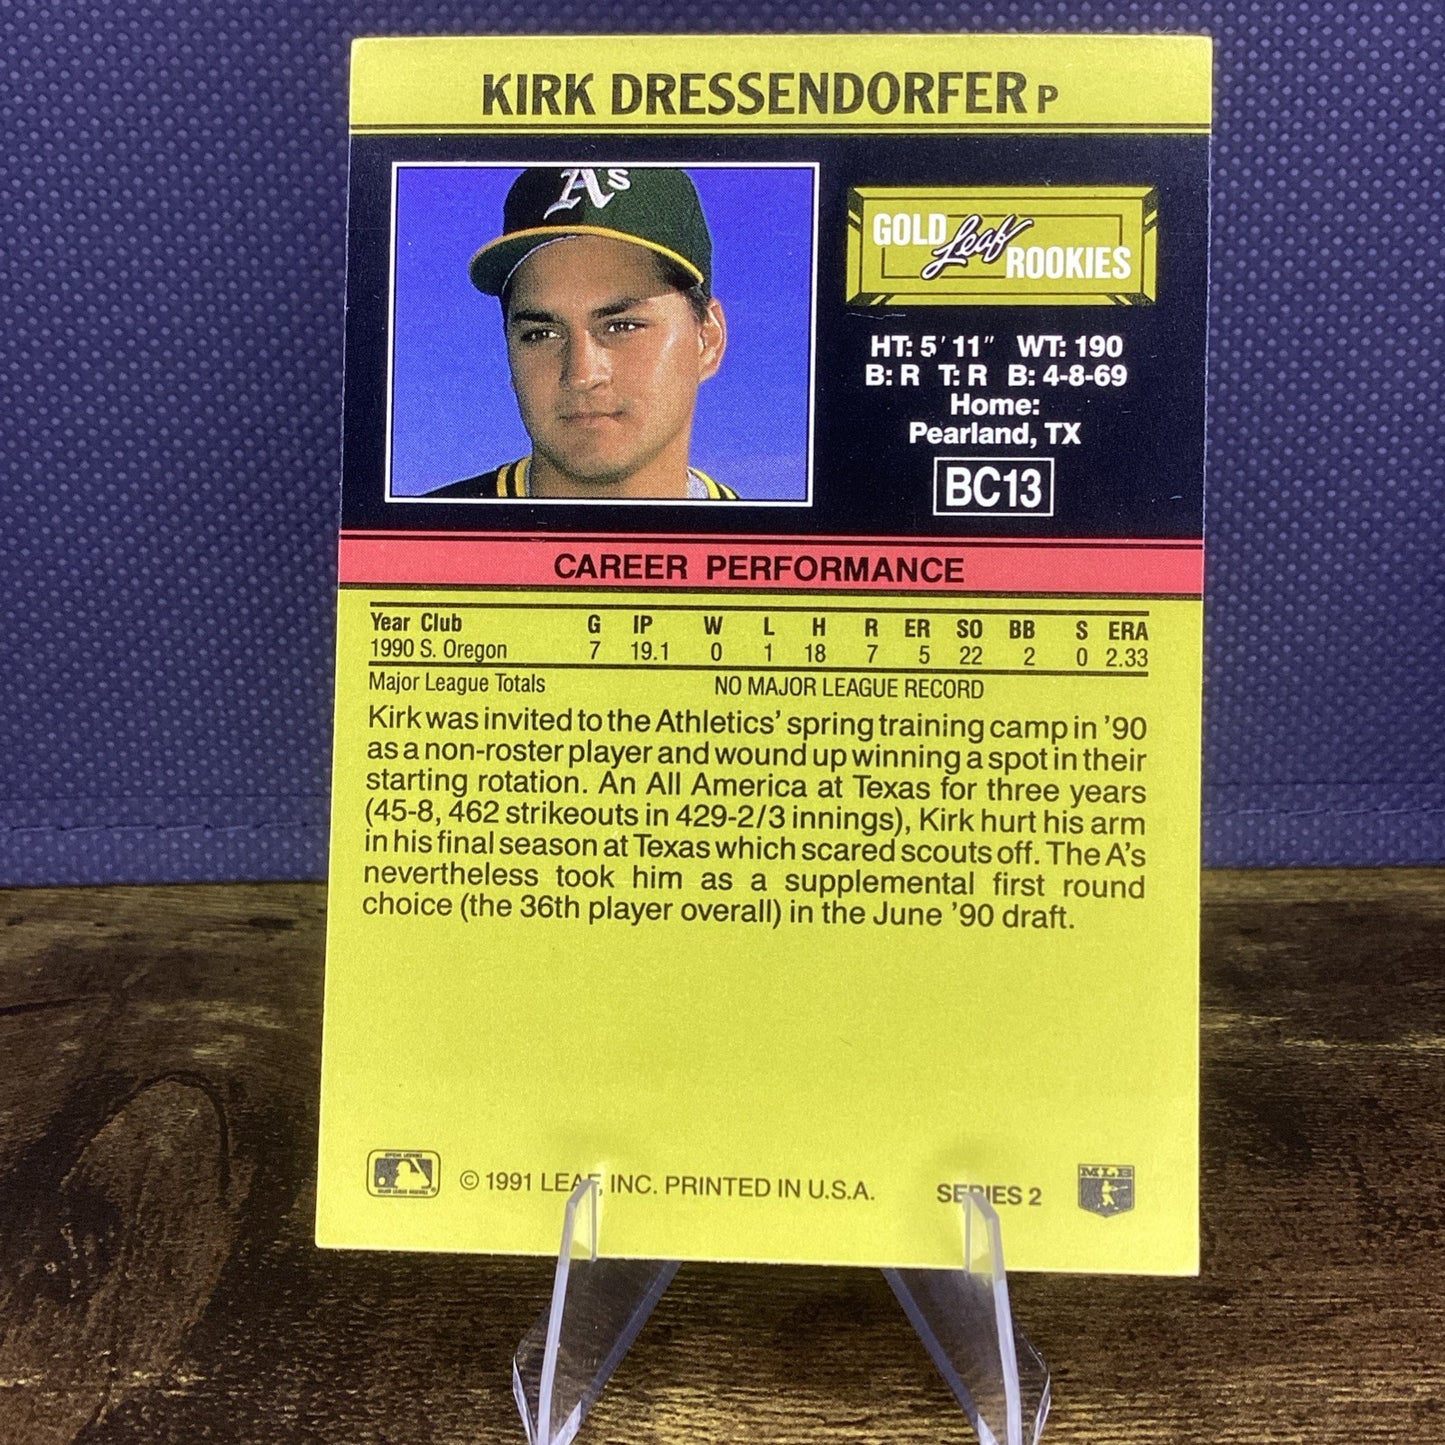 KIRK DRESSENDORFER P
A's
GOLD Leaf ROOKIES
HT: 5' 11" WT: 190
B: R T: R B: 4-8-69
Home:
Pearland, TX
BC13
CAREER PERFORMANCE
Year Club G IP W L H R ER SO BB S ERA
1990 S. Oregon 7 19.1 0 1 18 7 5 22 2 0 2.33
Major League Totals NO MAJOR LEAGUE RECORD
Kirk was invited to the Athletics' spring training camp in '90
as a non-roster player and wound up winning a spot in their
starting rotation. An All America at Texas for three years
(45-8, 462 strikeouts in 429-2/3 innings), Kirk hurt his arm
in his final season at Texas which scared scouts off. The A's
nevertheless took him as a supplemental first round
choice (the 36th player overall) in the June '90 draft.
© 1991 LEAF, INC. PRINTED IN U.S.A. SERIES 2 MLB